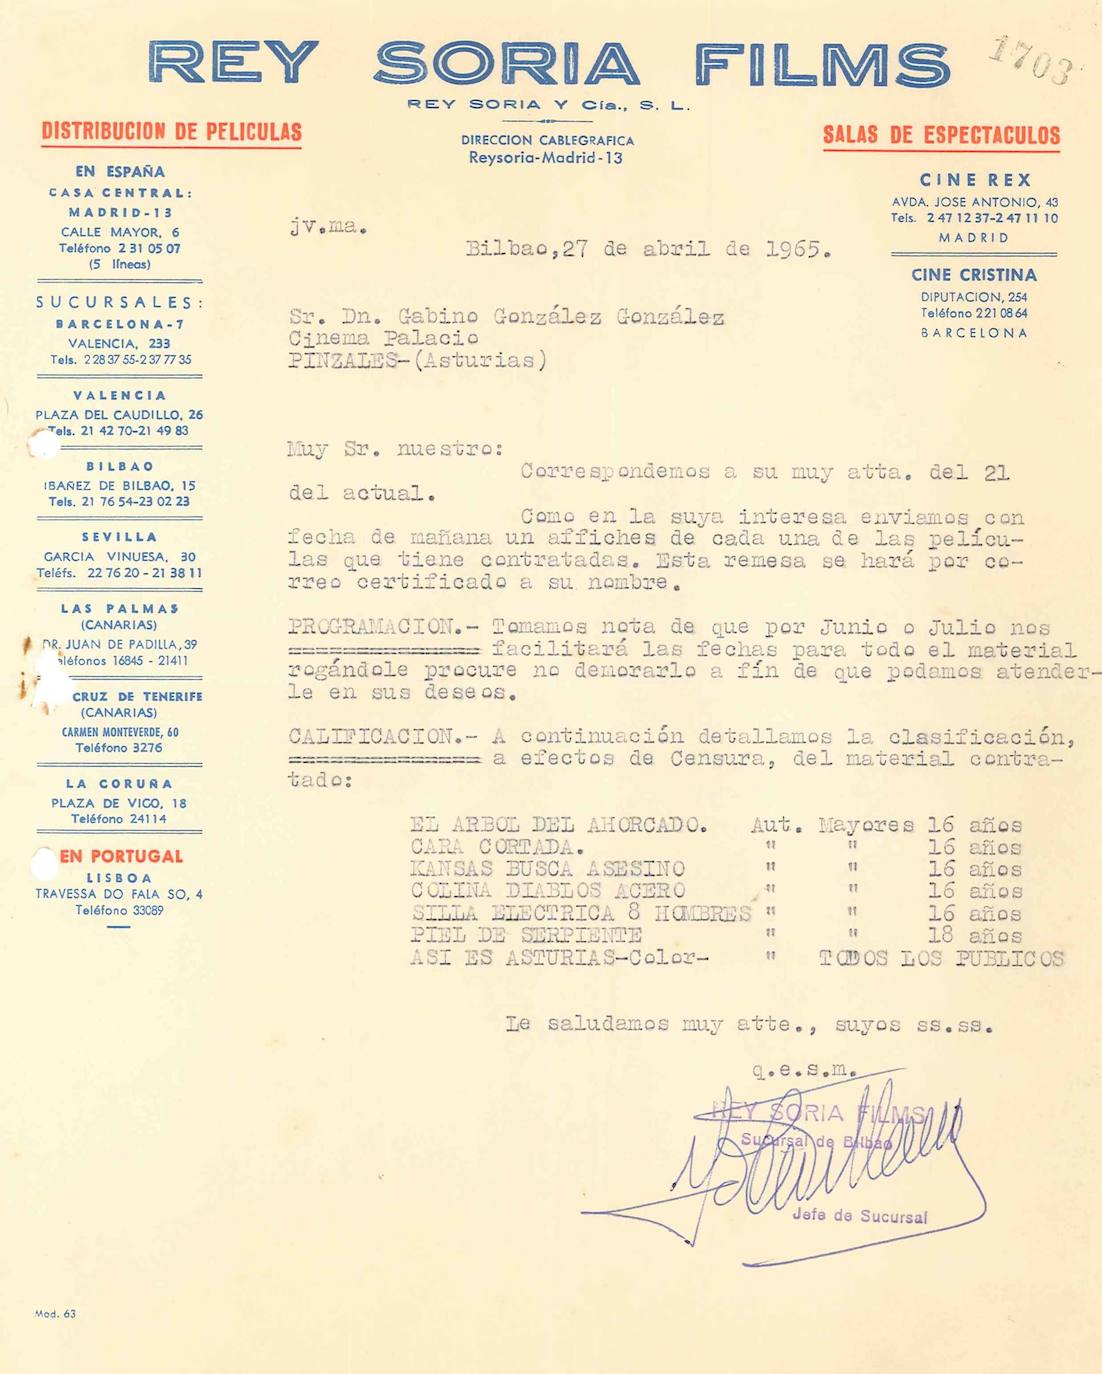 REY SORIA FILMS
1703
REY SORIA Y Cía., S. L.
DIRECCION CABLEGRAFICA
Reysoria-Madrid-13
DISTRIBUCION DE PELICULAS
EN ESPAÑA
CASA CENTRAL:
MADRID-13
CALLE MAYOR, 6
Teléfono 2 31 05 07
(5 líneas)
SUCURSALES:
BARCELONA-7
VALENCIA, 233
Tels. 2 28 37 55-2 37 77 35
VALENCIA
PLAZA DEL CAUDILLO, 26
Tels. 21 42 70-21 49 83
BILBAO
IBAÑEZ DE BILBAO, 15
Tels. 21 76 54-23 02 23
SEVILLA
GARCIA VINUESA, 30
Teléfs. 22 76 20 - 21 38 11
LAS PALMAS
(CANARIAS)
DR. JUAN DE PADILLA, 39
léfonos 16845 - 21411
CRUZ DE TENERIFE
(CANARIAS)
CARMEN MONTEVERDE, 60
Teléfono 3276
LA CORUÑA
PLAZA DE VIGO, 18
Teléfono 24114
EN PORTUGAL
LISBOA
TRAVESSA DO FALA SO, 4
Teléfono 33089
SALAS DE ESPECTACULOS
CINE REX
AVDA. JOSE ANTONIO, 43
Tels. 2 47 12 37-2 47 11 10
MADRID
CINE CRISTINA
DIPUTACION, 254
Teléfono 221 08 64
BARCELONA
jv.ma.
Bilbao,27 de abril de 1965.
Sr. Dn. Gabino González González
Cinema Palacio
PINZALES-(Asturias)
Muy Sr. nuestro:
Correspondemos a su muy atta. del 21
del actual.
Como en la suya interesa enviamos con
fecha de mañana un affiches de cada una de las pelícu-
las que tiene contratadas. Esta remesa se hará por co-
rreo certificado a su nombre.
PROGRAMACION.- Tomamos nota de que por Junio o Julio nos
============== facilitará las fechas para todo el material
rogándole procure no demorarlo a fín de que podamos atender-
le en sus deseos.
CALIFICACION.- A continuación detallamos la clasificación,
============== a efectos de Censura, del material contra-
tado:
EL ARBOL DEL AHORCADO. Aut. Mayores 16 años
CARA CORTADA. " " 16 años
KANSAS BUSCA ASESINO " " 16 años
COLINA DIABLOS ACERO " " 16 años
SILLA ELECTRICA 8 HOMBRES " " 16 años
PIEL DE SERPIENTE " " 18 años
ASI ES ASTURIAS-Color- " TODOS LOS PUBLICOS
Le saludamos muy atte., suyos ss.ss.
q.e.s.m.
REY SORIA FILMS
Sucursal de Bilbao
Jefe de Sucursal
Mod. 63